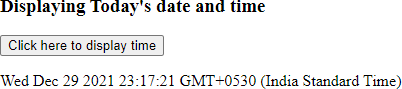 Displaying Today's date and time
Click here to display time
Wed Dec 29 2021 23:17:21 GMT+0530 (India Standard Time)